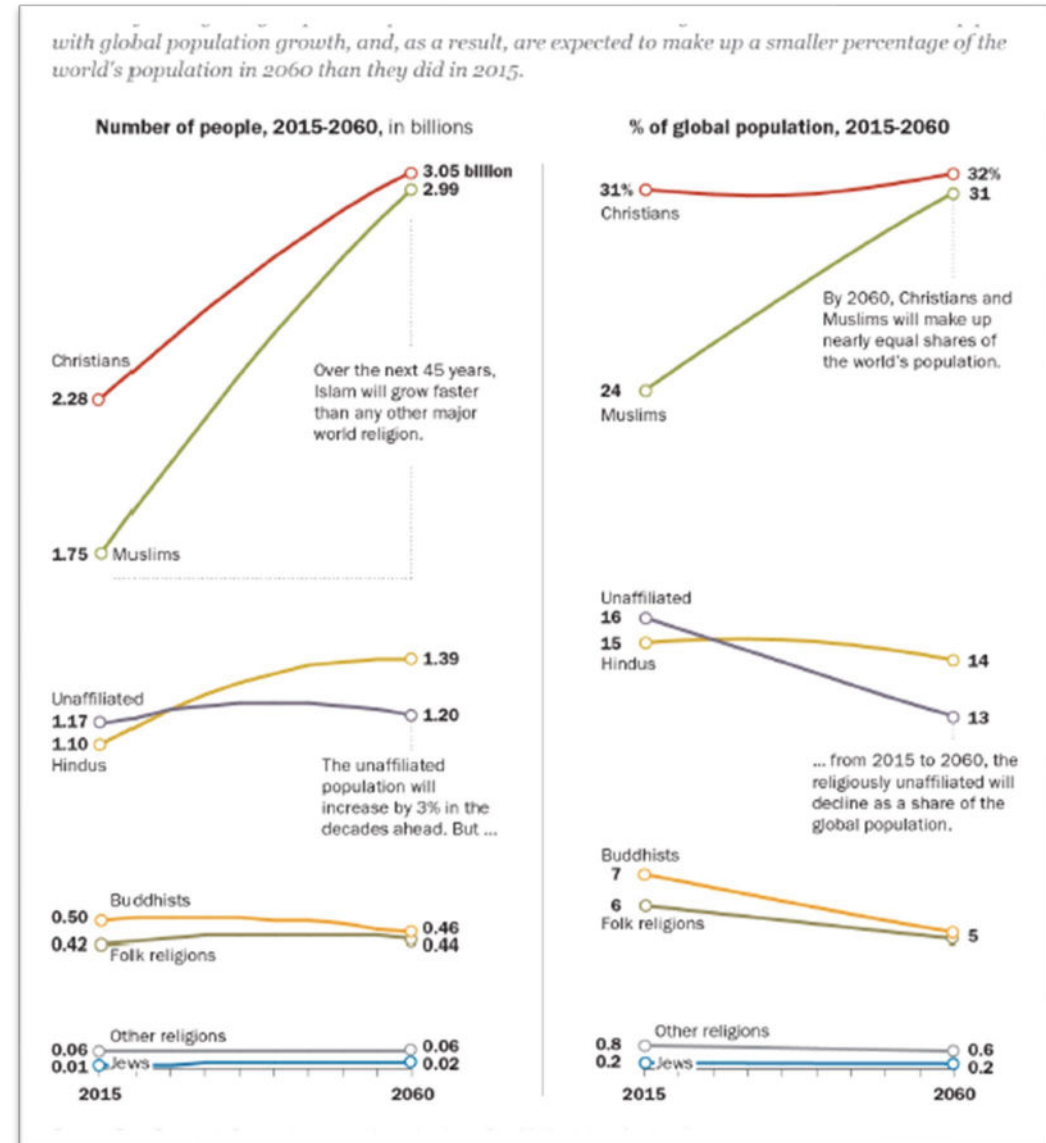 with global population growth, and, as a result, are expected to make up a smaller percentage of the
world's population in 2060 than they did in 2015.
Number of people, 2015-2060, in billions
3.05 billion
2.99
Christians
2.28
Over the next 45 years,
Islam will grow faster
than any other major
world religion.
1.75
Muslims
1.39
Unaffiliated
1.17
1.20
1.10
Hindus
The unaffiliated
population will
increase by 3% in the
decades ahead. But ...
Buddhists
0.50
0.46
0.42
0.44
Folk religions
Other religions
0.06
0.06
0.01
Jews
0.02
2015
2060
% of global population, 2015-2060
32%
31%
31
Christians
By 2060, Christians and
Muslims will make up
nearly equal shares of
the world's population.
24
Muslims
Unaffiliated
16
15
Hindus
14
13
... from 2015 to 2060, the
religiously unaffiliated will
decline as a share of the
global population.
Buddhists
7
6
Folk religions
5
Other religions
0.8
0.6
0.2
Jews
0.2
2015
2060